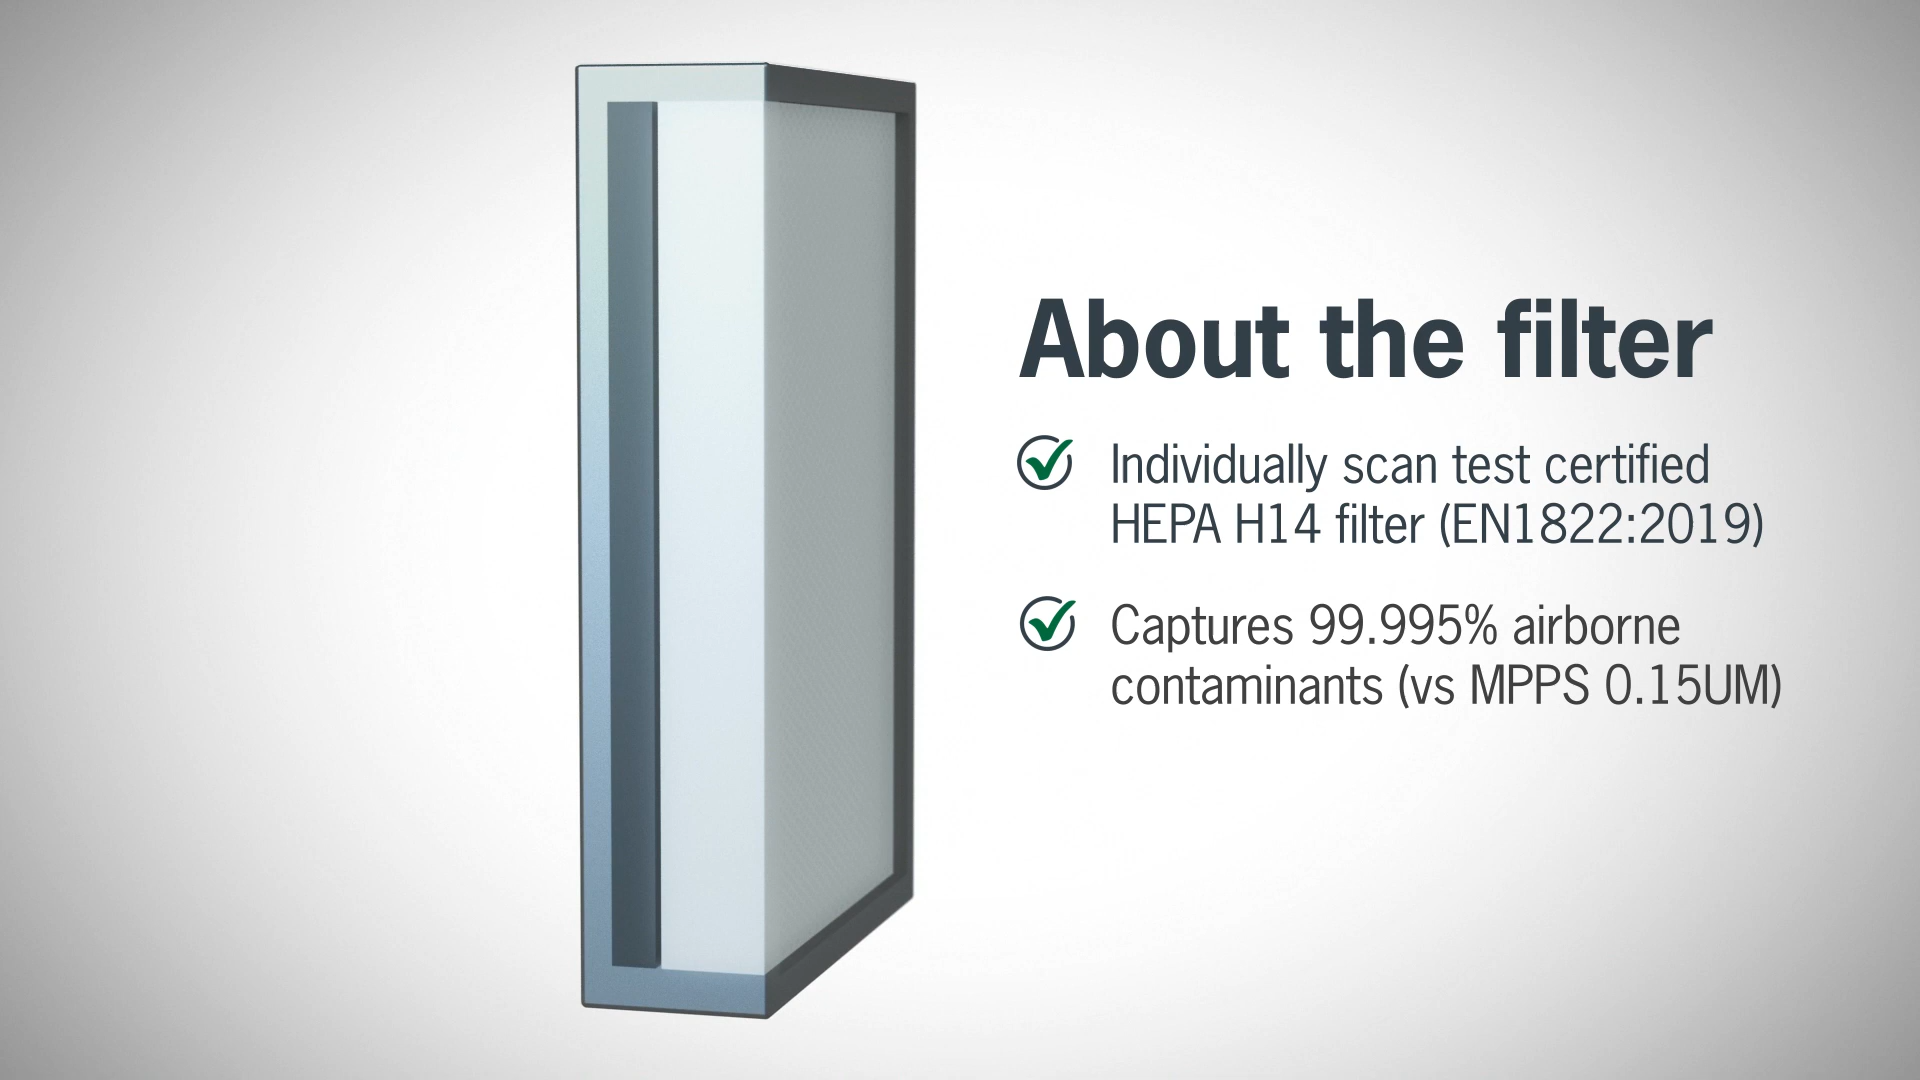 About the filter
Individually scan test certified
HEPA H14 filter (EN1822:2019)
Captures 99.995% airborne
contaminants (vs MPPS 0.15UM)